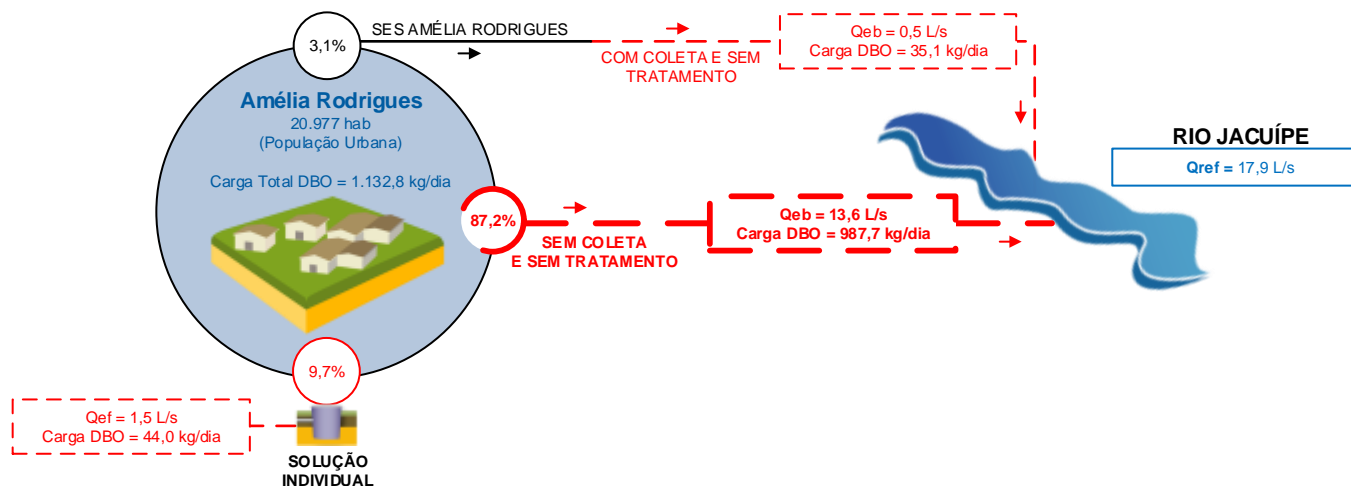 3,1%
SES AMÉLIA RODRIGUES
COM COLETA E SEM
TRATAMENTO
Qeb = 0,5 L/s
Carga DBO = 35,1 kg/dia
Amélia Rodrigues
20.977 hab
(População Urbana)
Carga Total DBO = 1.132,8 kg/dia
87,2%
SEM COLETA
E SEM TRATAMENTO
Qeb = 13,6 L/s
Carga DBO = 987,7 kg/dia
RIO JACUÍPE
Qref = 17,9 L/s
9,7%
Qef = 1,5 L/s
Carga DBO = 44,0 kg/dia
SOLUÇÃO
INDIVIDUAL